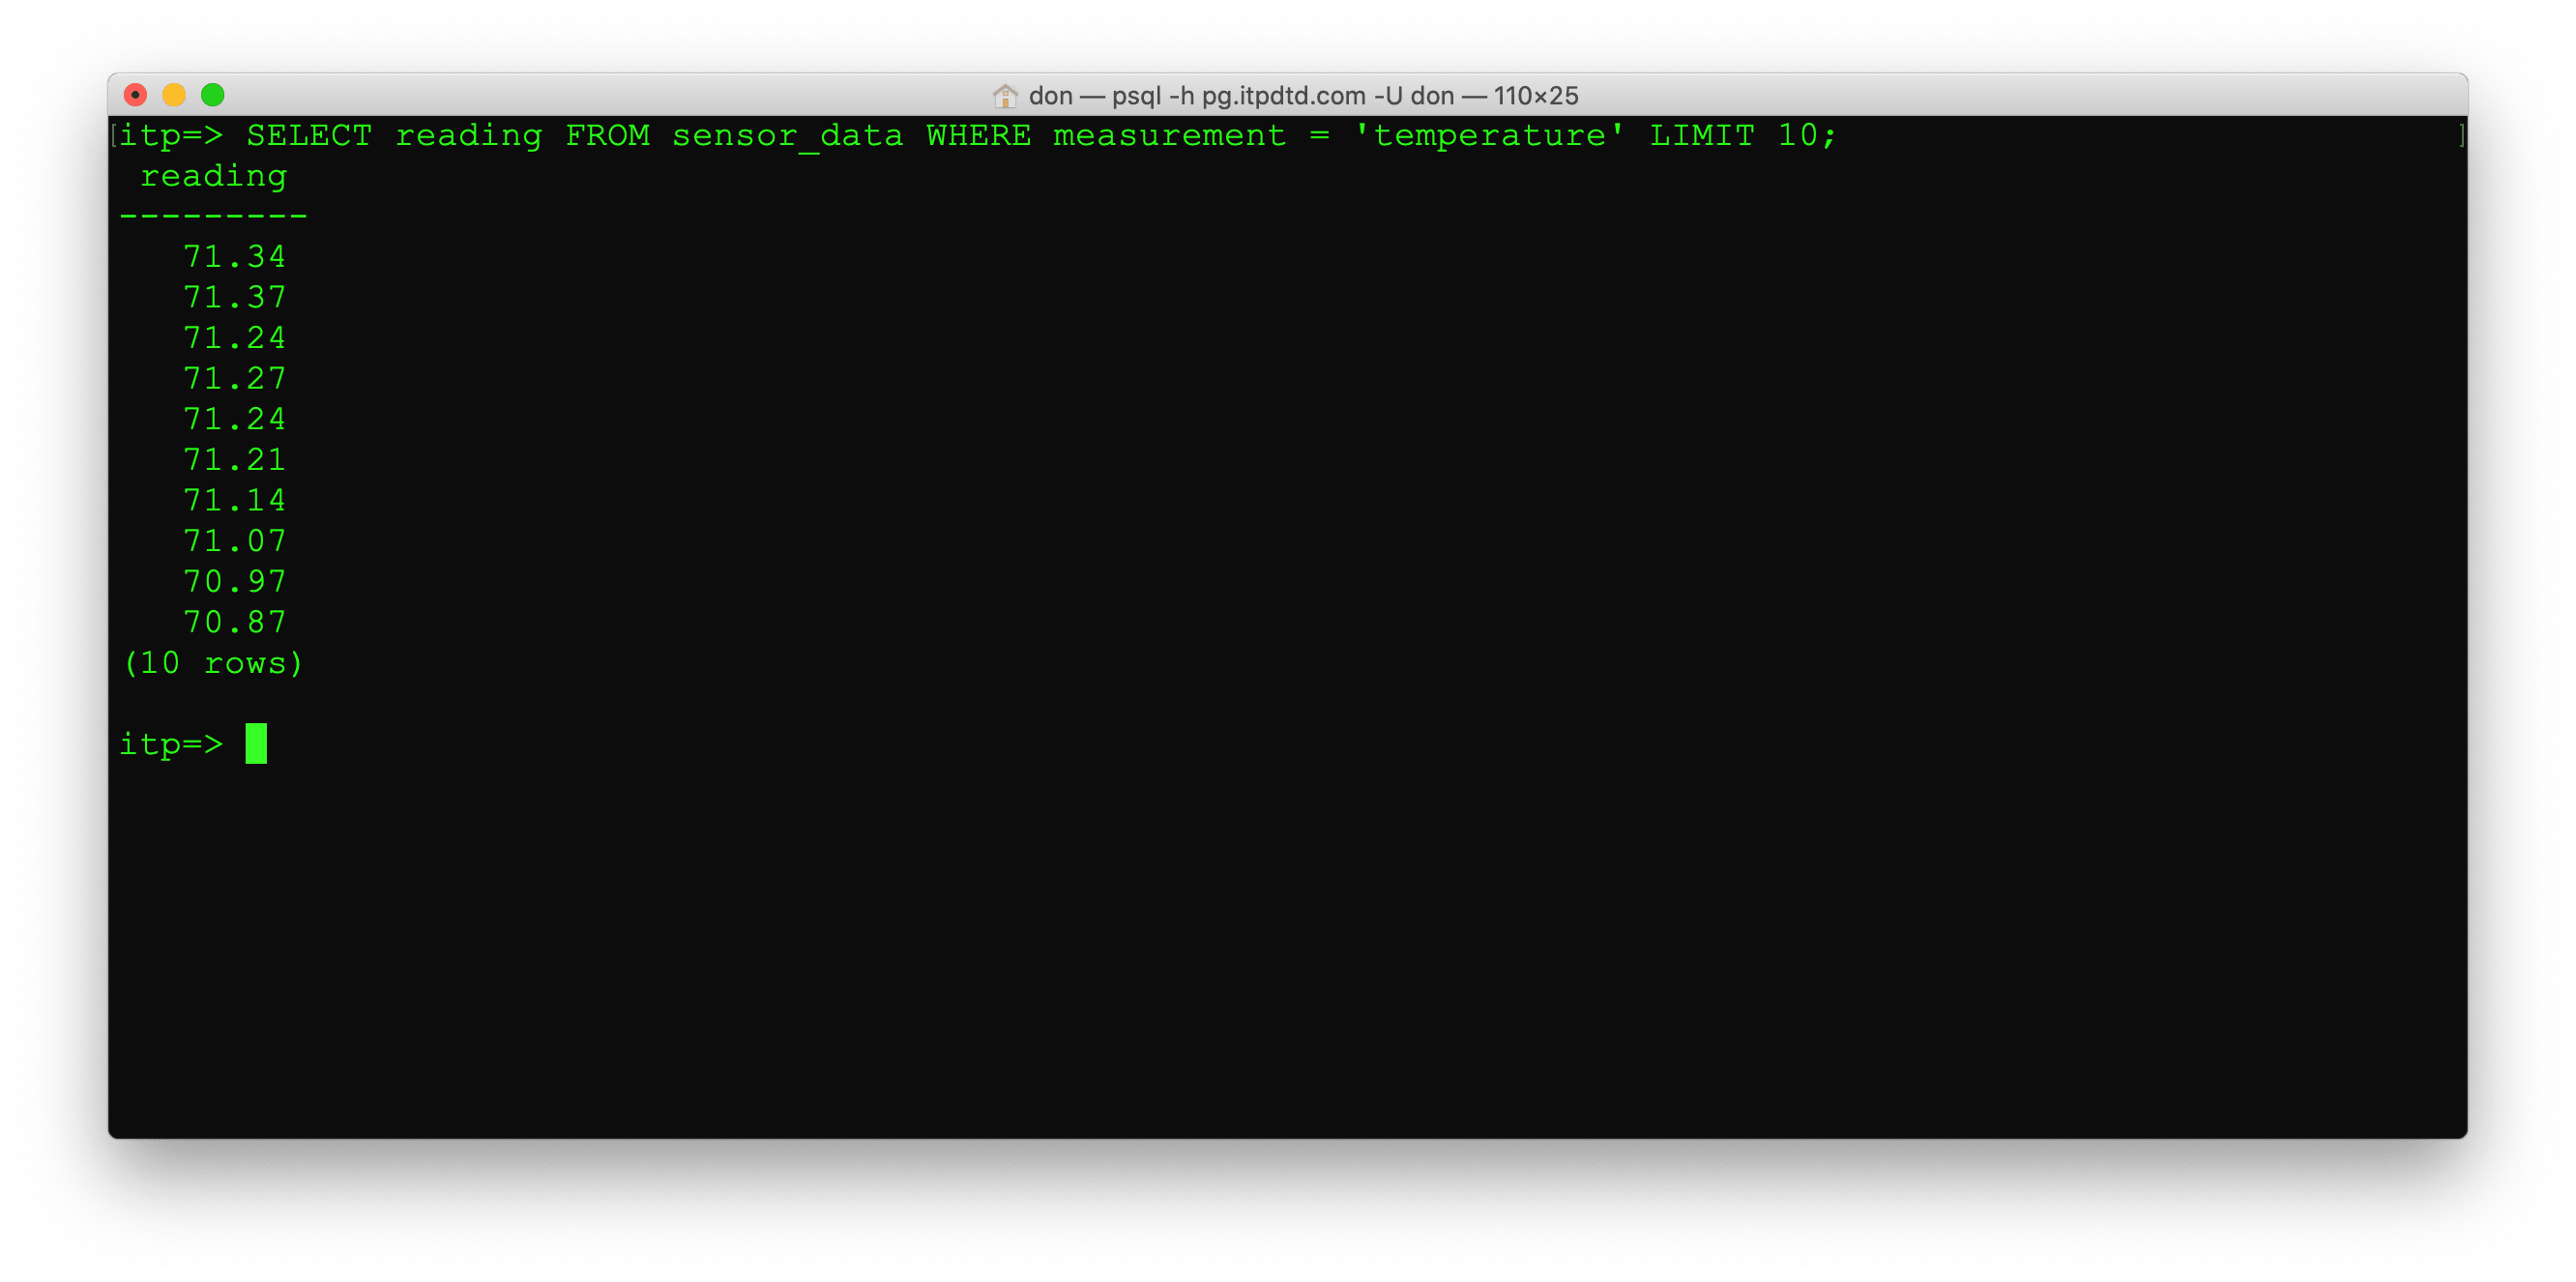 don — psql -h pg.itpdtd.com -U don — 110×25
[itp=> SELECT reading FROM sensor_data WHERE measurement = 'temperature' LIMIT 10; ]
 reading
---------
   71.34
   71.37
   71.24
   71.27
   71.24
   71.21
   71.14
   71.07
   70.97
   70.87
(10 rows)
itp=>